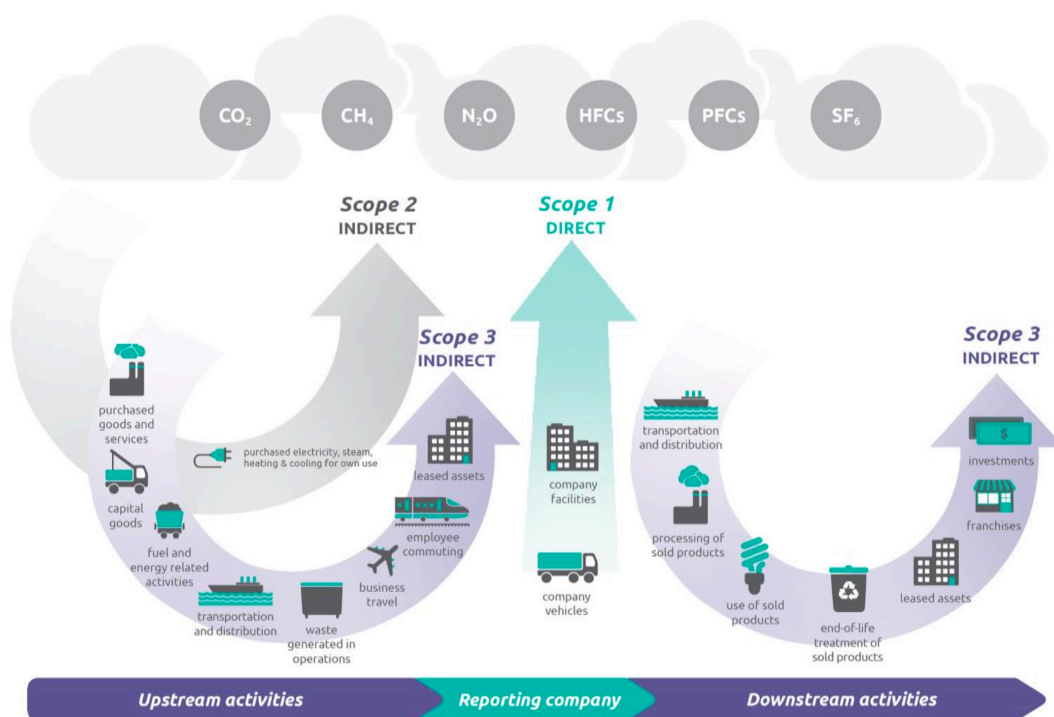 CO₂
CH₄
N₂O
HFCs
PFCs
SF₆
Scope 2
INDIRECT
Scope 1
DIRECT
Scope 3
INDIRECT
Scope 3
INDIRECT
purchased
goods and
services
capital
goods
fuel and
energy related
activities
transportation
and distribution
waste
generated in
operations
business
travel
employee
commuting
leased assets
purchased electricity, steam,
heating & cooling for own use
company
facilities
company
vehicles
transportation
and distribution
processing of
sold products
use of sold
products
end-of-life
treatment of
sold products
leased assets
franchises
$
investments
Upstream activities
Reporting company
Downstream activities